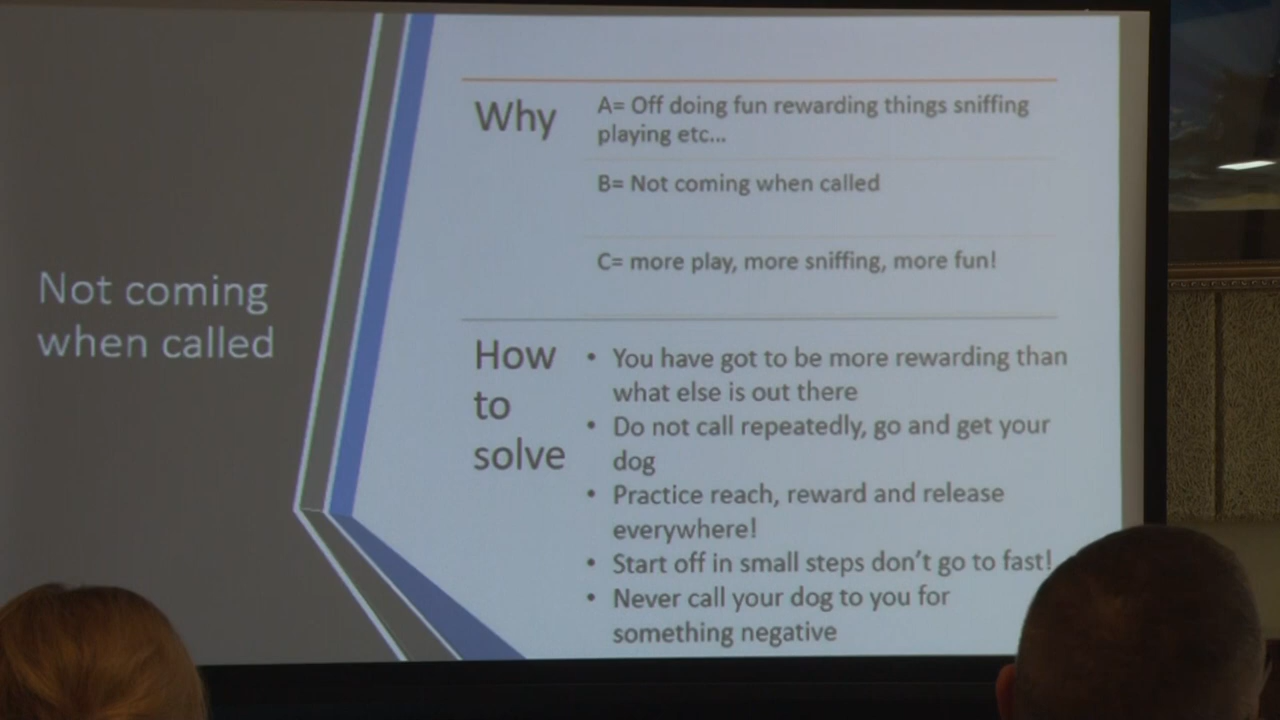 Not coming
when called
Why
A= Off doing fun rewarding things sniffing
playing etc...
B= Not coming when called
C= more play, more sniffing, more fun!
How
to
solve
• You have got to be more rewarding than
what else is out there
• Do not call repeatedly, go and get your
dog
• Practice reach, reward and release
everywhere!
• Start off in small steps don't go to fast!
• Never call your dog to you for
something negative